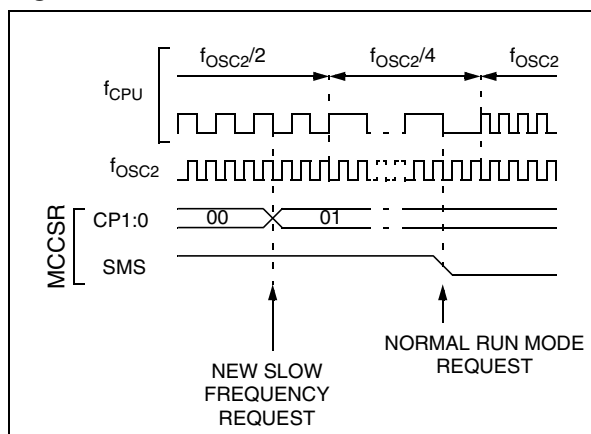 fOSC2/2
fOSC2/4
fOSC2
fCPU
fOSC2
MCCSR
CP1:0
00
01
SMS
NEW SLOW
FREQUENCY
REQUEST
NORMAL RUN MODE
REQUEST